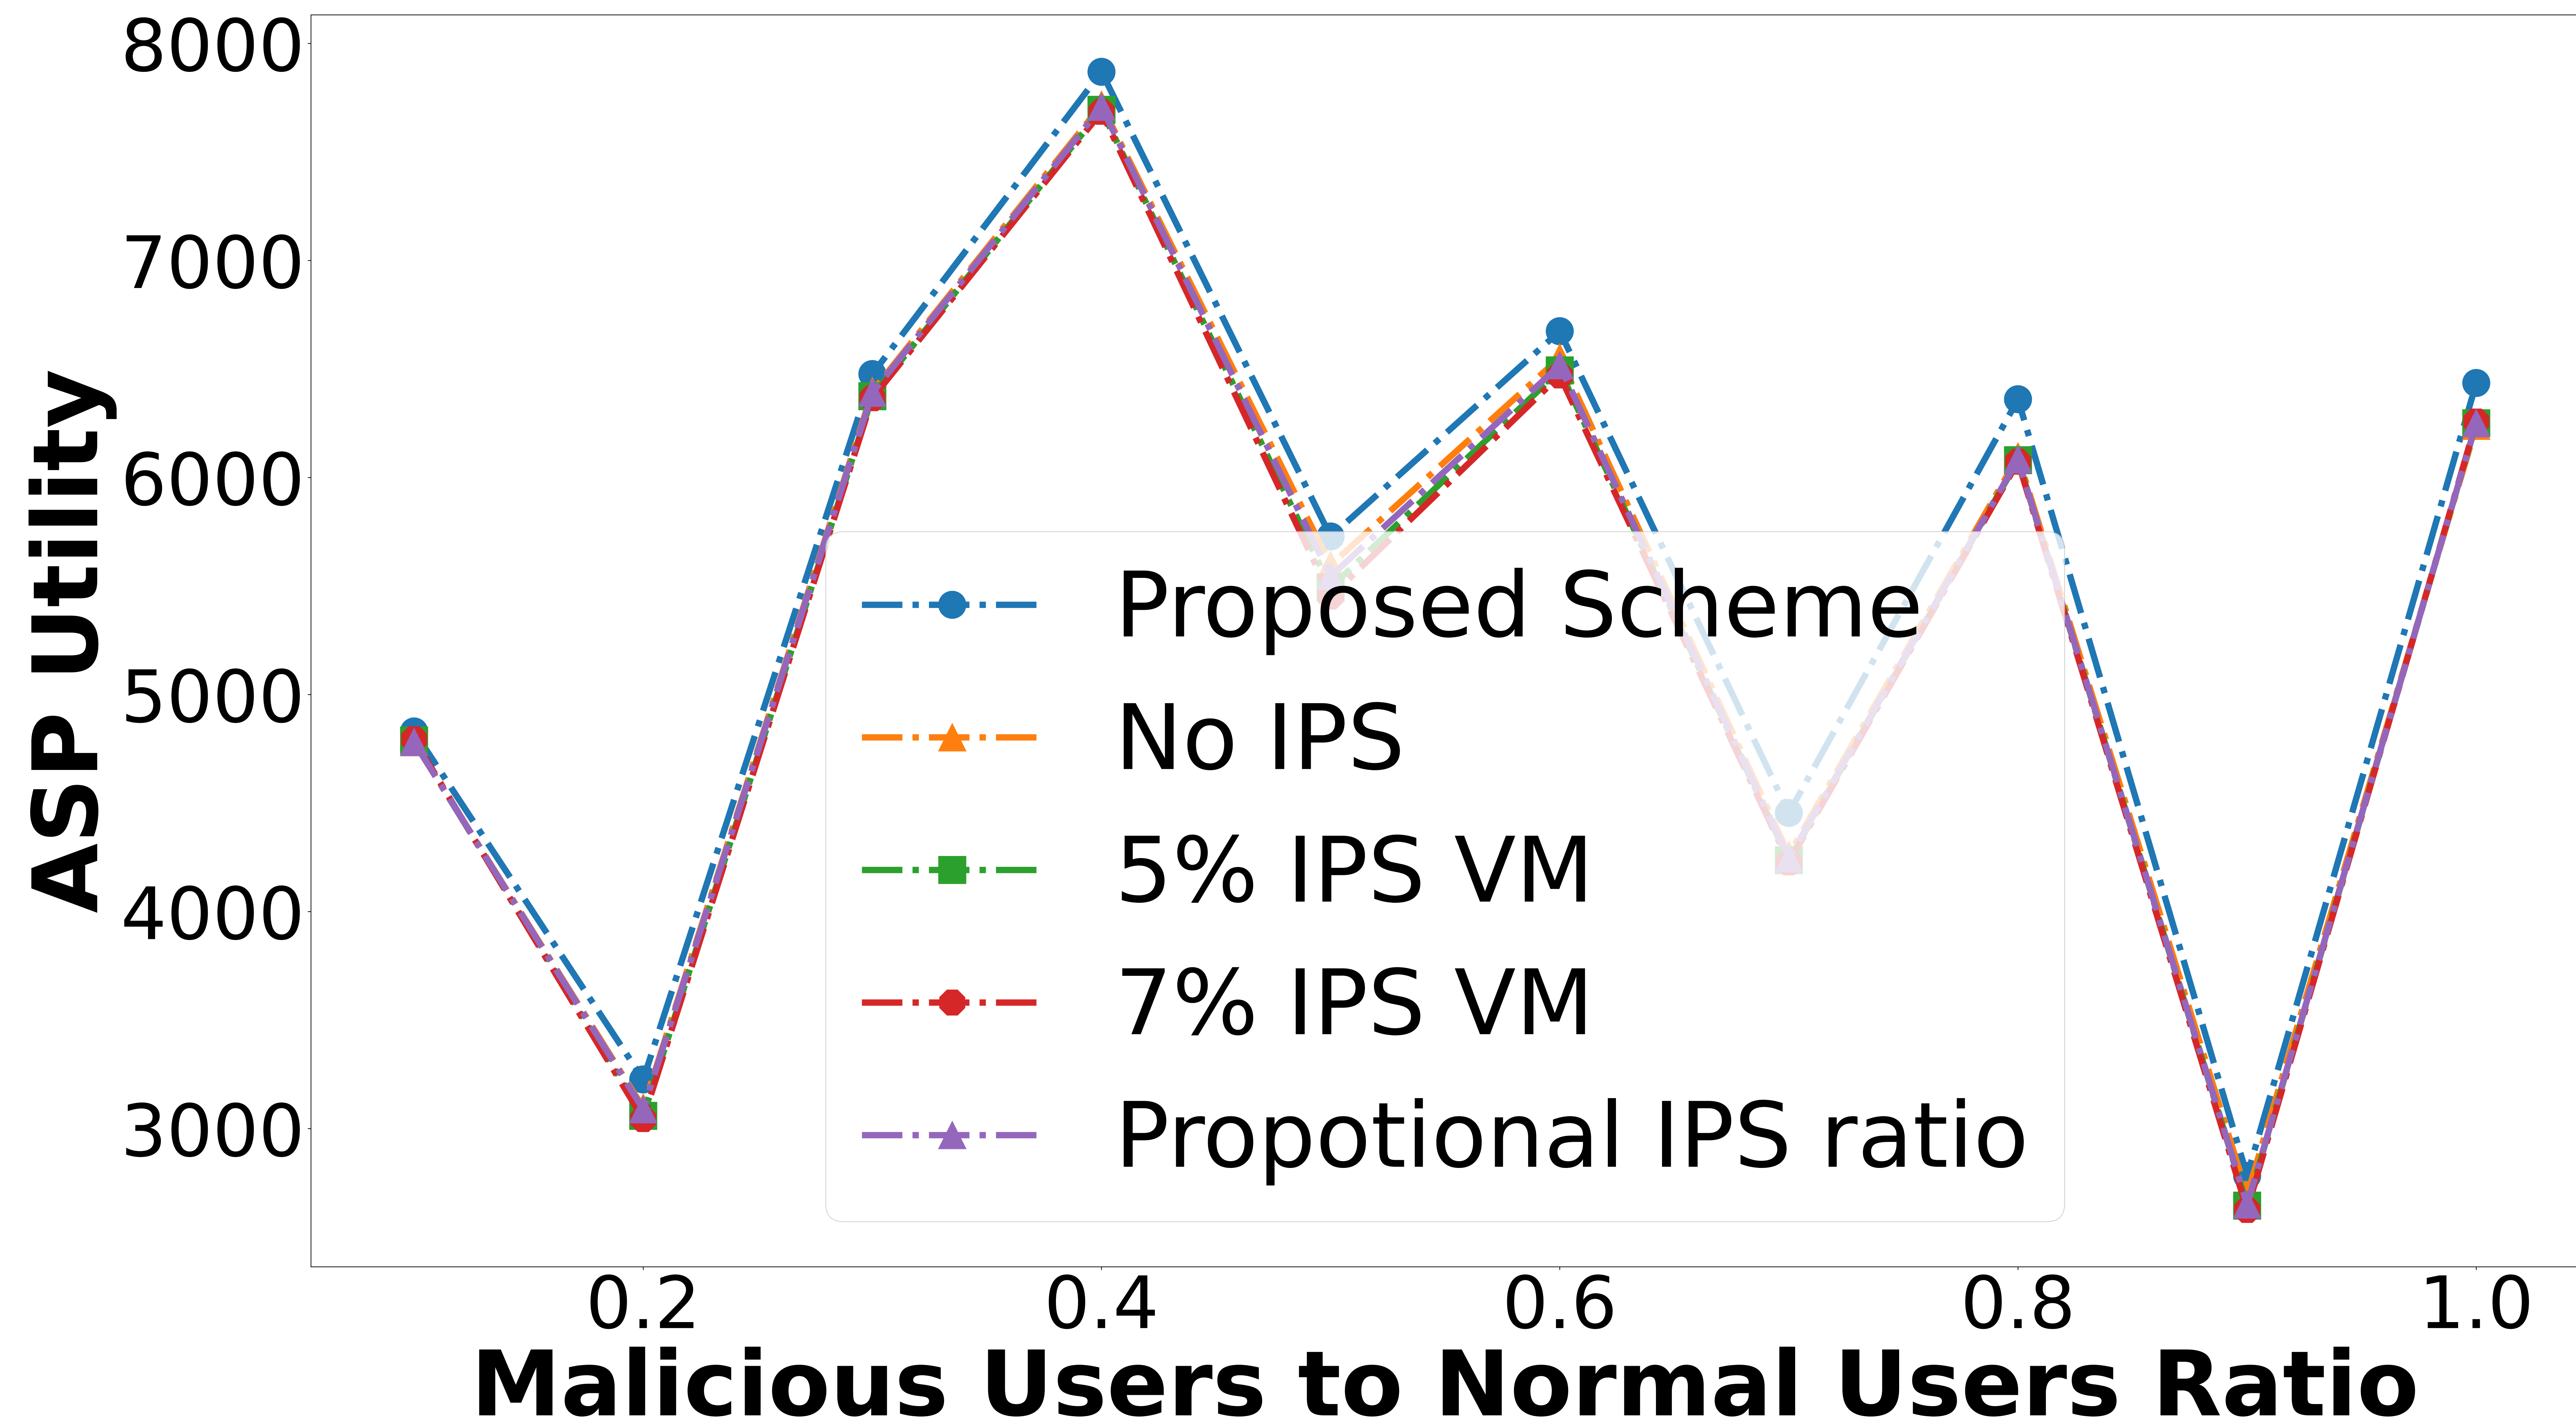 8000
7000
6000
5000
4000
3000
ASP Utility
Proposed Scheme
No IPS
5% IPS VM
7% IPS VM
Propotional IPS ratio
0.2 0.4 0.6 0.8 1.0
Malicious Users to Normal Users Ratio